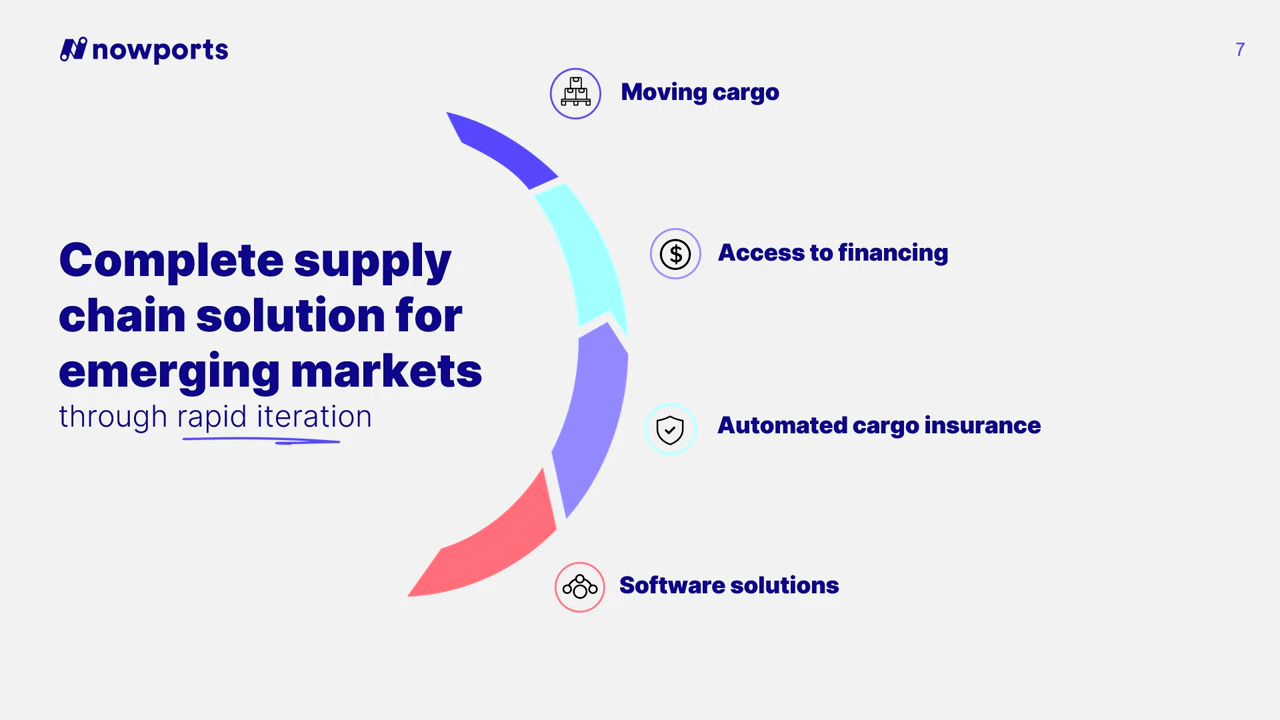 nowports
7
Moving cargo
Access to financing
Complete supply
chain solution for
emerging markets
through rapid iteration
Automated cargo insurance
Software solutions